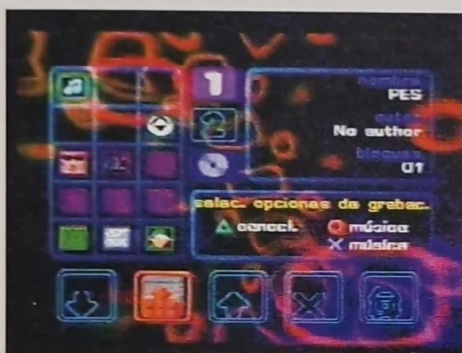 1
2
nombre
PES
autor
No author
bloques
01
selec. opciones de grabac.
cancel.
música
música